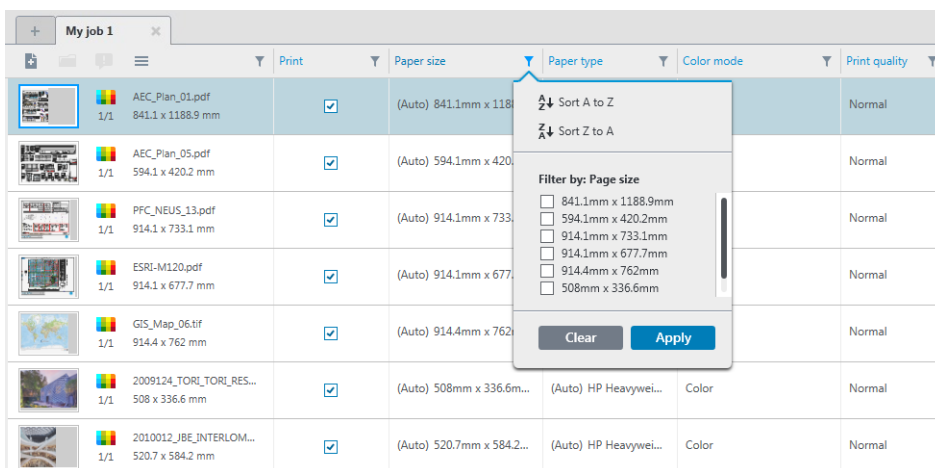 My job 1
Print
Paper size
Paper type
Color mode
Print quality
AEC_Plan_01.pdf
1/1
841.1 x 1188.9 mm
(Auto) 841.1mm x 118
Normal
AEC_Plan_05.pdf
1/1
594.1 x 420.2 mm
(Auto) 594.1mm x 420.
Normal
PFC_NEUS_13.pdf
1/1
914.1 x 733.1 mm
(Auto) 914.1mm x 733.
Normal
ESRI-M120.pdf
1/1
914.1 x 677.7 mm
(Auto) 914.1mm x 677.
Normal
GIS_Map_06.tif
1/1
914.4 x 762 mm
(Auto) 914.4mm x 762
Normal
2009124_TORI_TORI_RES...
1/1
508 x 336.6 mm
(Auto) 508mm x 336.6m...
(Auto) HP Heavywei...
Color
Normal
2010012_JBE_INTERLOM...
1/1
520.7 x 584.2 mm
(Auto) 520.7mm x 584.2...
(Auto) HP Heavywei...
Color
Normal
Sort A to Z
Sort Z to A
Filter by: Page size
841.1mm x 1188.9mm
594.1mm x 420.2mm
914.1mm x 733.1mm
914.1mm x 677.7mm
914.4mm x 762mm
508mm x 336.6mm
Clear
Apply